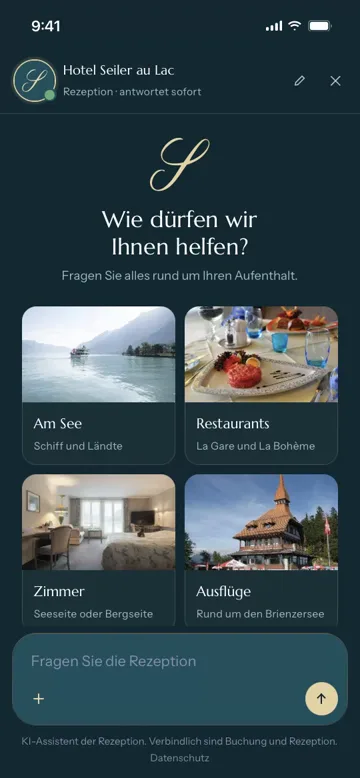 9:41
Hotel Seiler au Lac
Rezeption · antwortet sofort
Wie dürfen wir
Ihnen helfen?
Fragen Sie alles rund um Ihren Aufenthalt.
Am See
Schiff und Ländte
Restaurants
La Gare und La Bohème
Zimmer
Seeseite oder Bergseite
Ausflüge
Rund um den Brienzersee
Fragen Sie die Rezeption
KI-Assistent der Rezeption. Verbindlich sind Buchung und Rezeption.
Datenschutz